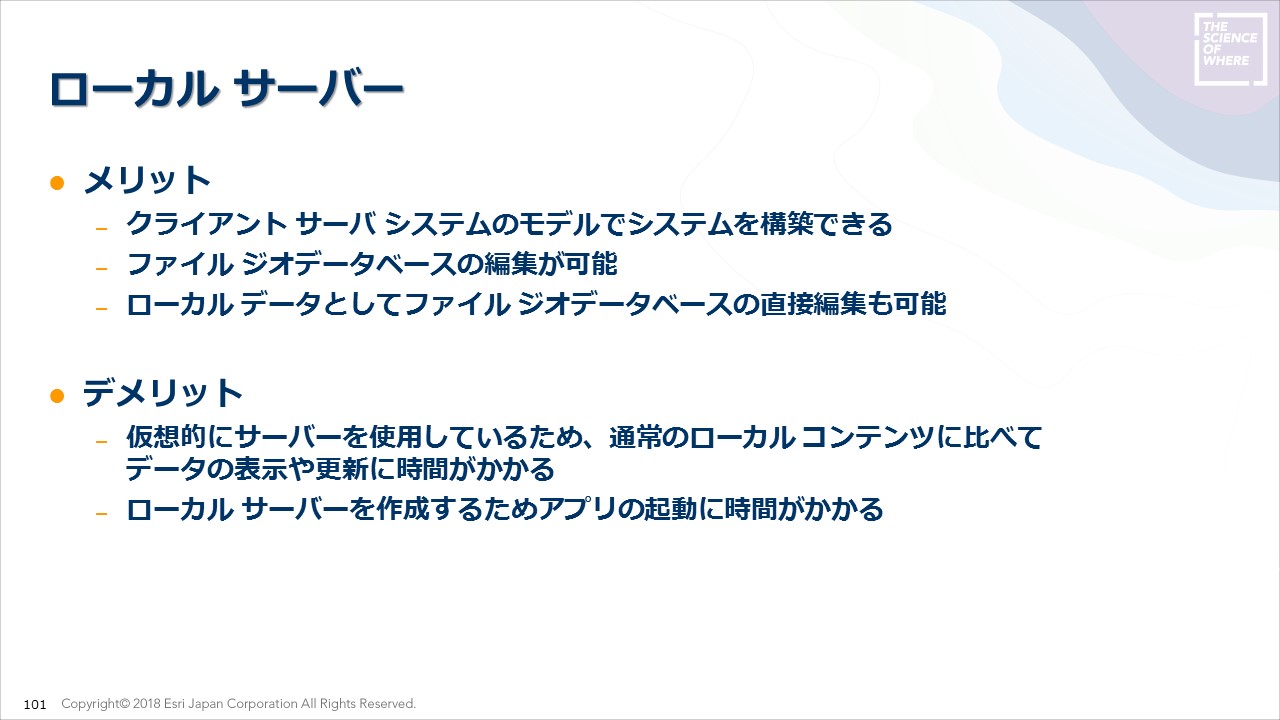 THE
SCIENCE
OF
WHERE
ローカル サーバー
● メリット
– クライアント サーバ システムのモデルでシステムを構築できる
– ファイル ジオデータベースの編集が可能
– ローカル データとしてファイル ジオデータベースの直接編集も可能
● デメリット
– 仮想的にサーバーを使用しているため、通常のローカル コンテンツに比べて
データの表示や更新に時間がかかる
– ローカル サーバーを作成するためアプリの起動に時間がかかる
101 Copyright© 2018 Esri Japan Corporation All Rights Reserved.